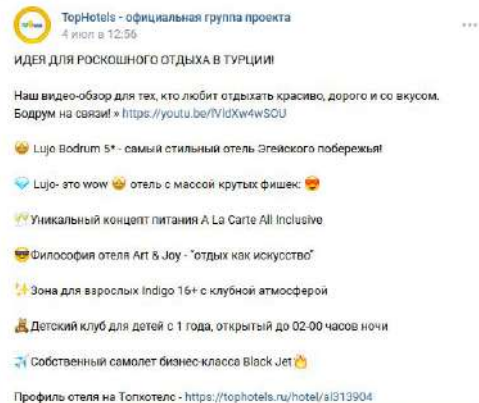 TopHotels - официальная группа проекта
4 июл в 12:56
ИДЕЯ ДЛЯ РОСКОШНОГО ОТДЫХА В ТУРЦИИ!
Наш видео-обзор для тех, кто любит отдыхать красиво, дорого и со вкусом.
Бодрум на связи! » https://youtu.be/lVldXw4wSOU
🤩 Lujo Bodrum 5* - самый стильный отель Эгейского побережья!
💎 Lujo- это wow 🤩 отель с массой крутых фишек: 😍
🥂 Уникальный концепт питания A La Carte All Inclusive
😎 Философия отеля Art & Joy - "отдых как искусство"
✨ Зона для взрослых Indigo 16+ с клубной атмосферой
🧸 Детский клуб для детей с 1 года, открытый до 02-00 часов ночи
✈ Собственный самолет бизнес-класса Black Jet 🔥
Профиль отеля на Топхотелс - https://tophotels.ru/hotel/al313904